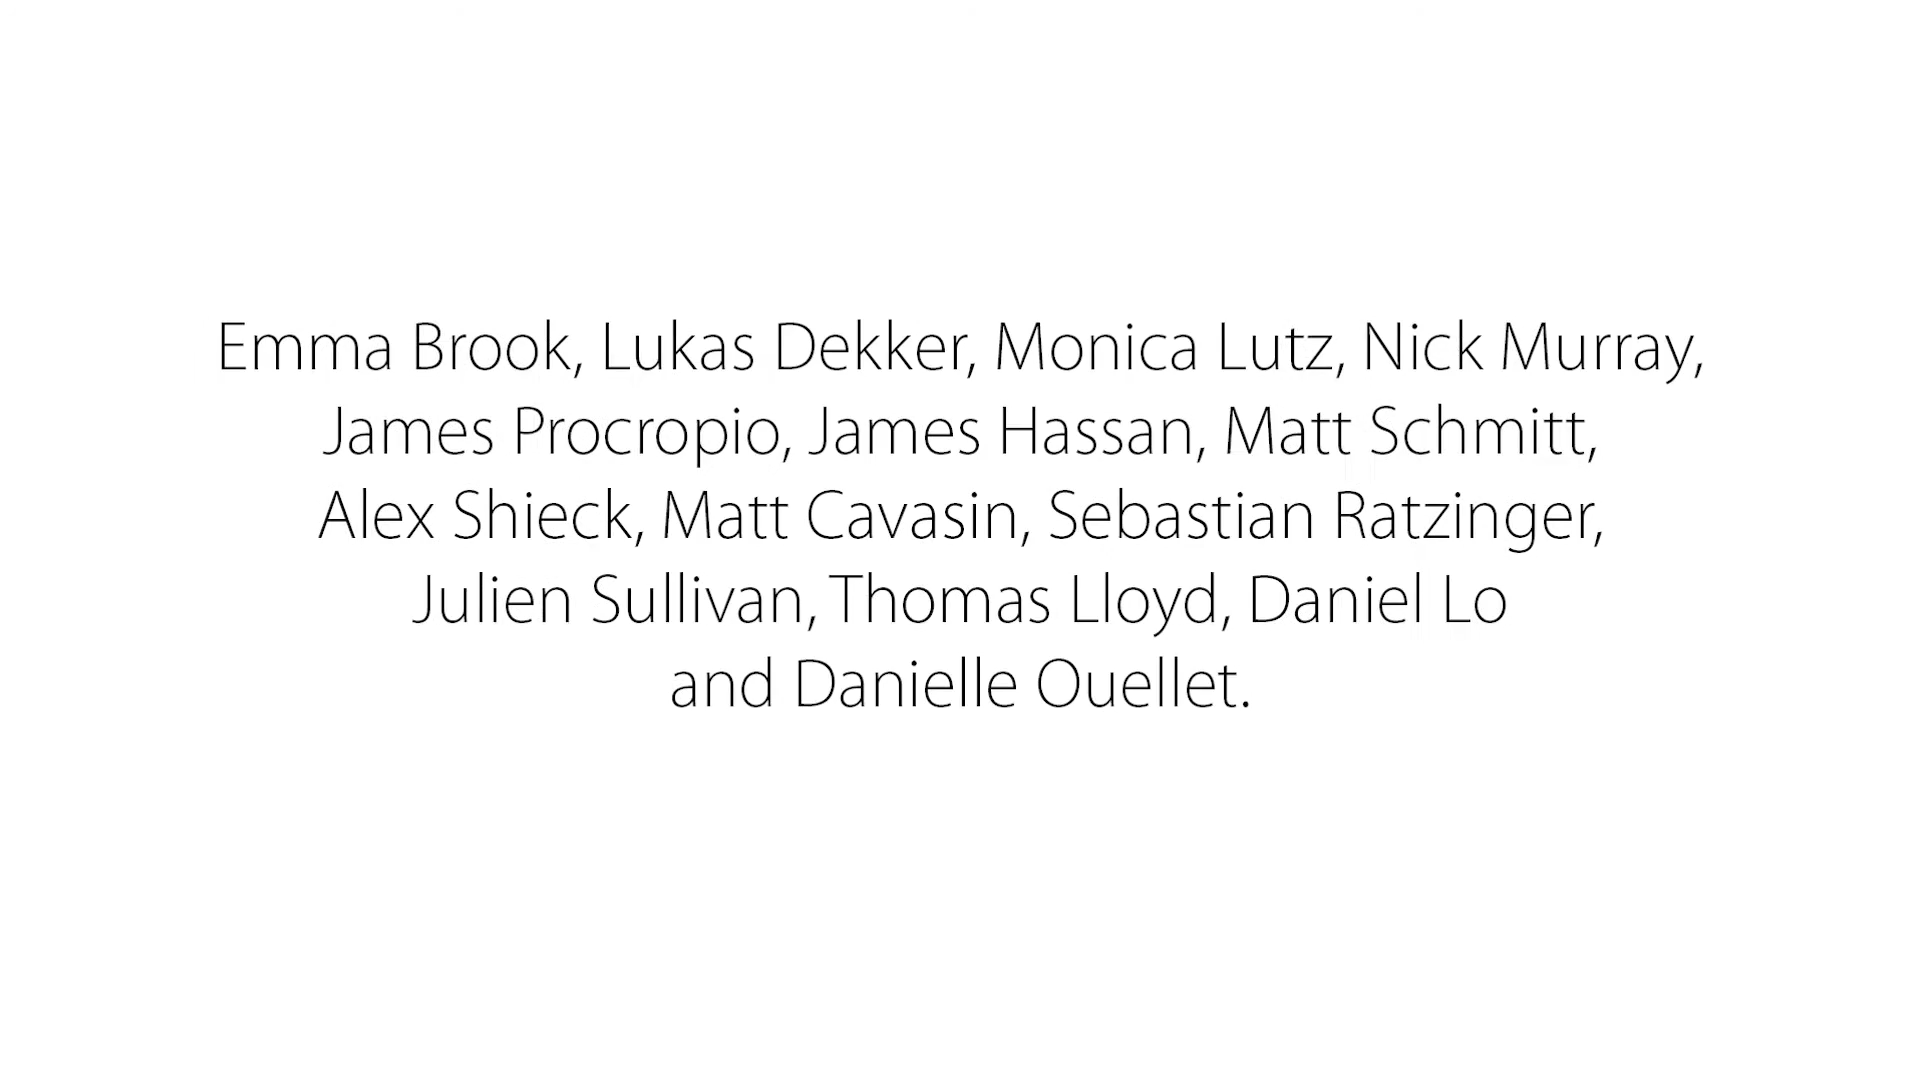 Emma Brook, Lukas Dekker, Monica Lutz, Nick Murray,
James Procropio, James Hassan, Matt Schmitt,
Alex Shieck, Matt Cavasin, Sebastian Ratzinger,
Julien Sullivan, Thomas Lloyd, Daniel Lo
and Danielle Ouellet.